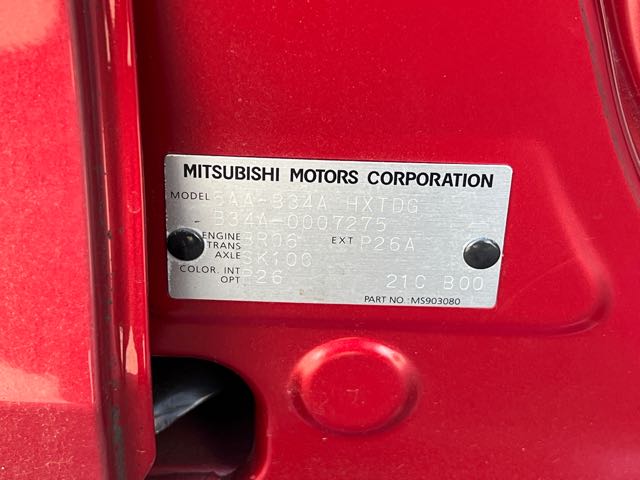 MITSUBISHI MOTORS CORPORATION
MODEL 5AA-B34A HXTDG
B34A-0007275
ENGINE BR06 EXT P26A
TRANS
AXLE
COLOR. INT P26
OPT 21C B00
PART NO.:MS903080